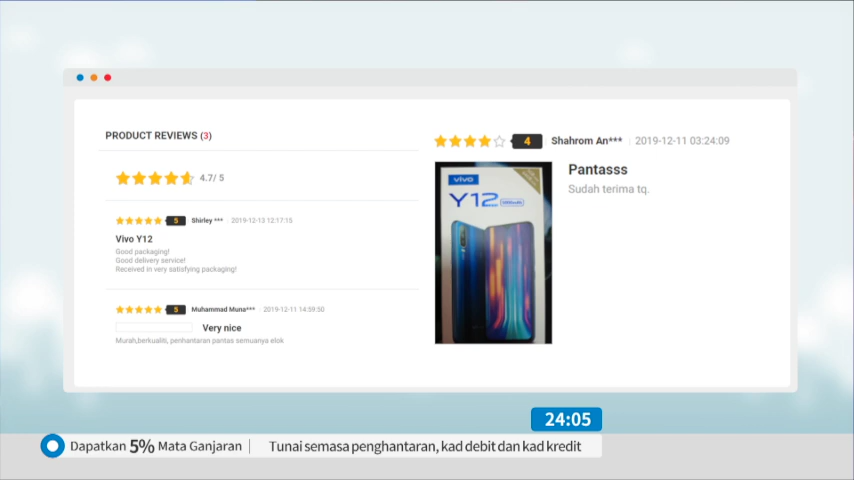 PRODUCT REVIEWS (3)
4.7/ 5
5 Shirley *** | 2019-12-13 12:17:15
Vivo Y12
Good packaging!
Good delivery service!
Received in very satisfying packaging!
5 Muhammad Muna*** | 2019-12-11 14:59:50
Very nice
Murah,berkualiti, penhantaran pantas semuanya elok
4 Shahrom An*** | 2019-12-11 03:24:09
Pantasss
Sudah terima tq.
vivo
Y12
24:05
Dapatkan 5% Mata Ganjaran | Tunai semasa penghantaran, kad debit dan kad kredit